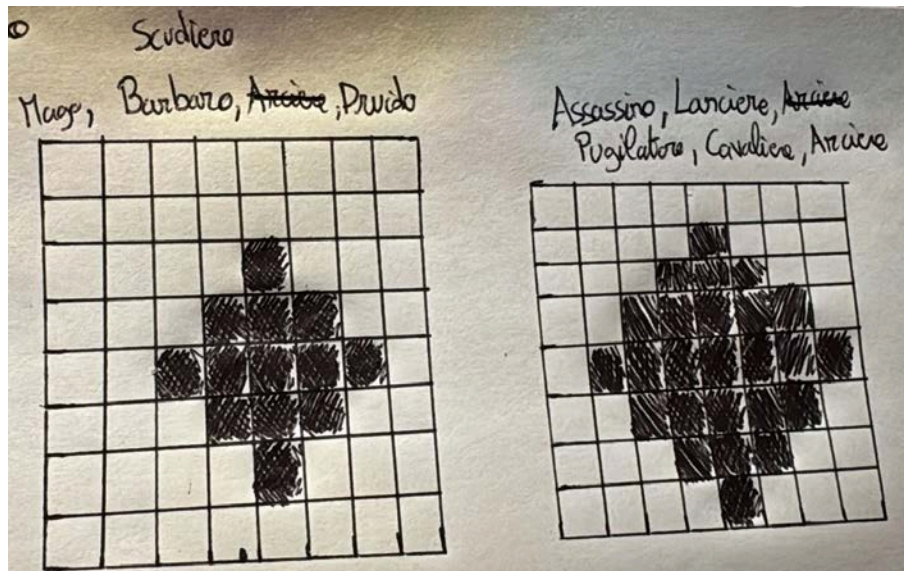 Scudiero
Mago, Barbaro, Arciere, Druido
Assassino, Lanciere, Arciere
Pugilatore, Cavaliere, Arciere